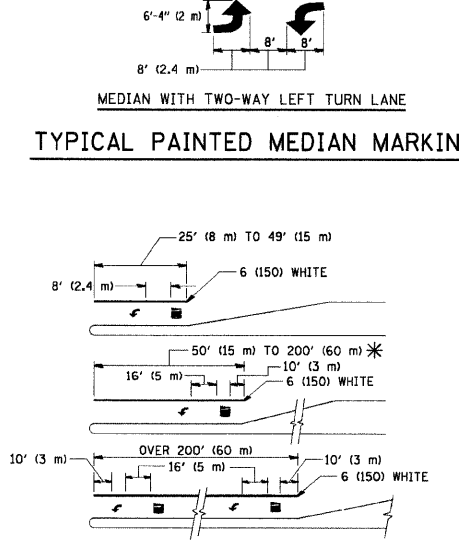 6'-4" (2 m)
8' 8'
8' (2.4 m)
MEDIAN WITH TWO-WAY LEFT TURN LANE
TYPICAL PAINTED MEDIAN MARKIN
25' (8 m) TO 49' (15 m)
8' (2.4 m)
6 (150) WHITE
50' (15 m) TO 200' (60 m) *
16' (5 m)
10' (3 m)
6 (150) WHITE
OVER 200' (60 m)
10' (3 m)
16' (5 m)
10' (3 m)
6 (150) WHITE